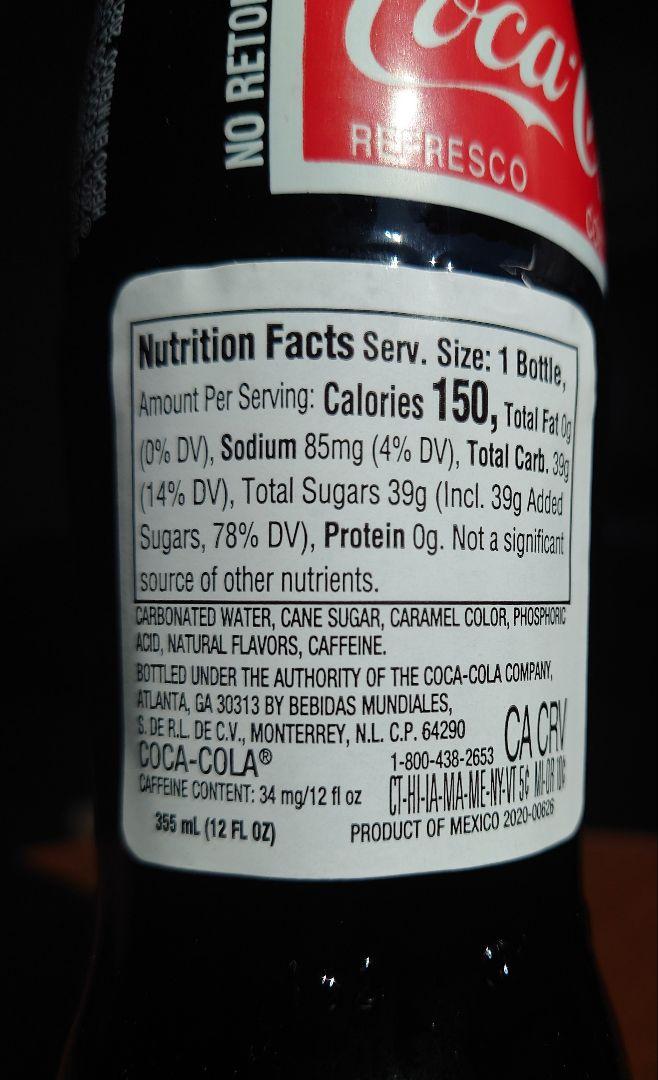 NO RETO
Coca-C
REFRESCO
Nutrition Facts Serv. Size: 1 Bottle,
Amount Per Serving: Calories 150, Total Fat 0g
(0% DV), Sodium 85mg (4% DV), Total Carb. 39g
(14% DV), Total Sugars 39g (Incl. 39g Added
Sugars, 78% DV), Protein 0g. Not a significant
source of other nutrients.
CARBONATED WATER, CANE SUGAR, CARAMEL COLOR, PHOSPHORIC
ACID, NATURAL FLAVORS, CAFFEINE.
BOTTLED UNDER THE AUTHORITY OF THE COCA-COLA COMPANY,
ATLANTA, GA 30313 BY BEBIDAS MUNDIALES,
S. DE R.L. DE C.V., MONTERREY, N.L. C.P. 64290
COCA-COLA® 1-800-438-2653 CA CRV
CAFFEINE CONTENT: 34 mg/12 fl oz CT-HI-IA-MA-ME-NY-VT 5¢ MI-OR 10¢
355 mL (12 FL OZ) PRODUCT OF MEXICO 2020-00626